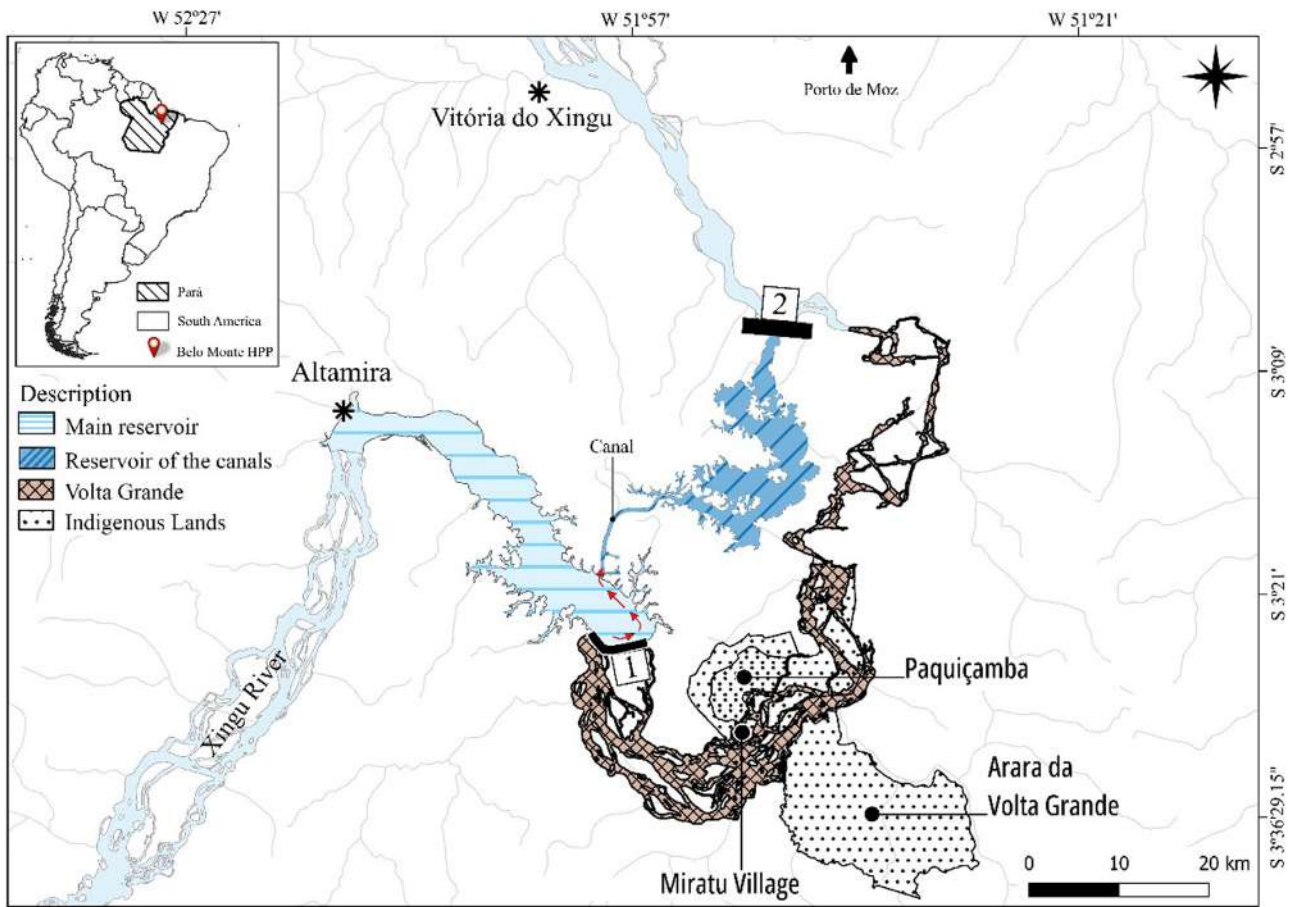 W 52º27'
W 51º57'
W 51º21'
Porto de Moz
Vitória do Xingu
S 2º57'
Pará
South America
Belo Monte HPP
2
Altamira
S 3º09'
Description
Main reservoir
Reservoir of the canals
Volta Grande
Indigenous Lands
Canal
S 3º21'
1
Paquiçamba
Xingu River
Arara da
Volta Grande
S 3º36'29.15"
Miratu Village
0 10 20 km